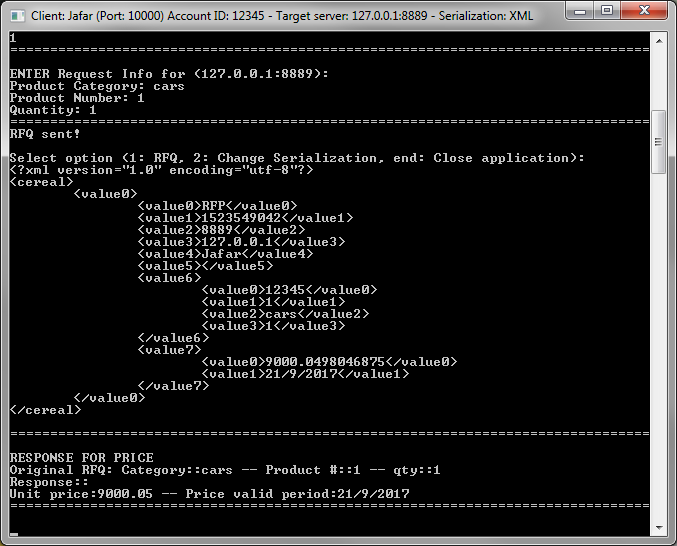 Client: Jafar (Port: 10000) Account ID: 12345 - Target server: 127.0.0.1:8889 - Serialization: XML
1
================================================================================
ENTER Request Info for (127.0.0.1:8889):
Product Category: cars
Product Number: 1
Quantity: 1
================================================================================
RFQ sent!
Select option (1: RFQ, 2: Change Serialization, end: Close application):
<?xml version="1.0" encoding="utf-8"?>
<cereal>
        <value0>
                <value0>RFP</value0>
                <value1>1523549042</value1>
                <value2>8889</value2>
                <value3>127.0.0.1</value3>
                <value4>Jafar</value4>
                <value5></value5>
                <value6>
                        <value0>12345</value0>
                        <value1>1</value1>
                        <value2>cars</value2>
                        <value3>1</value3>
                </value6>
                <value7>
                        <value0>9000.0498046875</value0>
                        <value1>21/9/2017</value1>
                </value7>
        </value0>
</cereal>
================================================================================
RESPONSE FOR PRICE
Original RFQ: Category::cars -- Product #::1 -- qty::1
Response::
Unit price:9000.05 -- Price valid period:21/9/2017
================================================================================